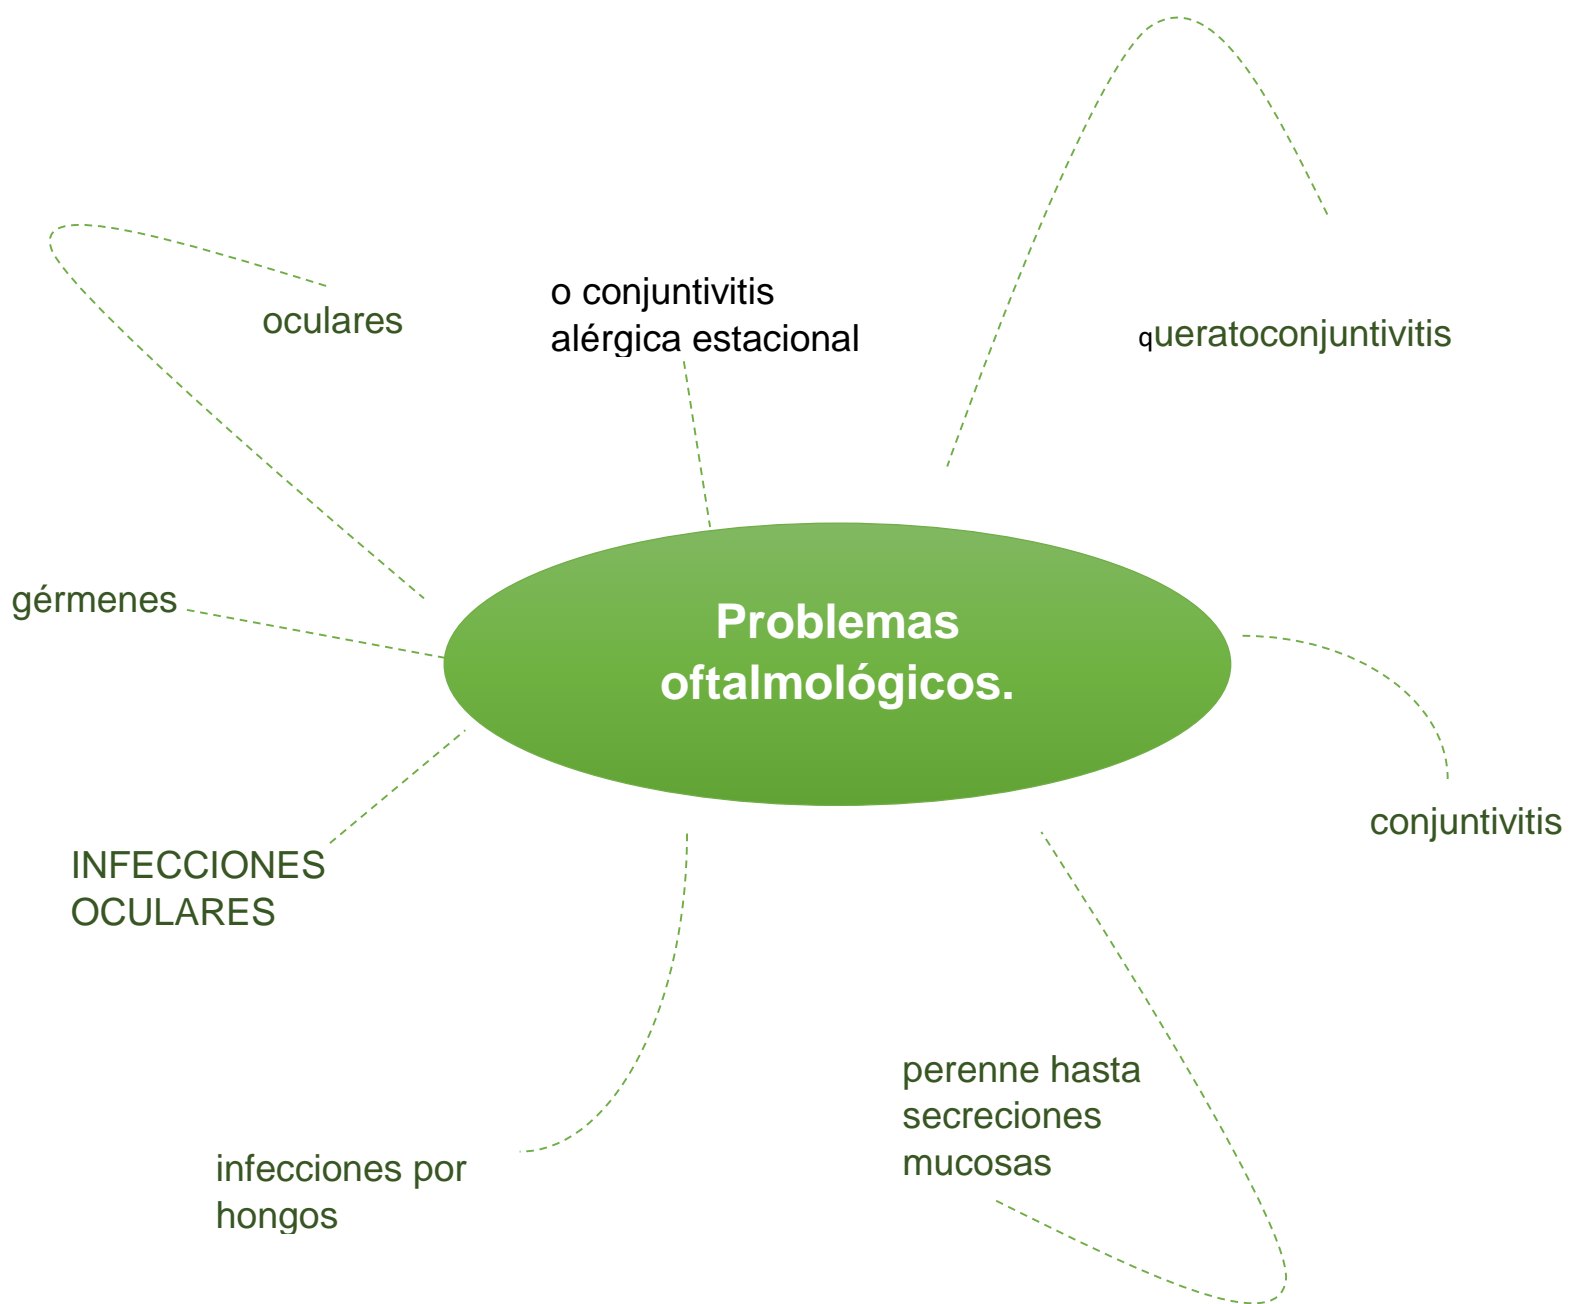 o conjuntivitis
alérgica estacional
oculares
queratoconjuntivitis
gérmenes
Problemas
oftalmológicos.
conjuntivitis
INFECCIONES
OCULARES
perenne hasta
secreciones
mucosas
infecciones por
hongos